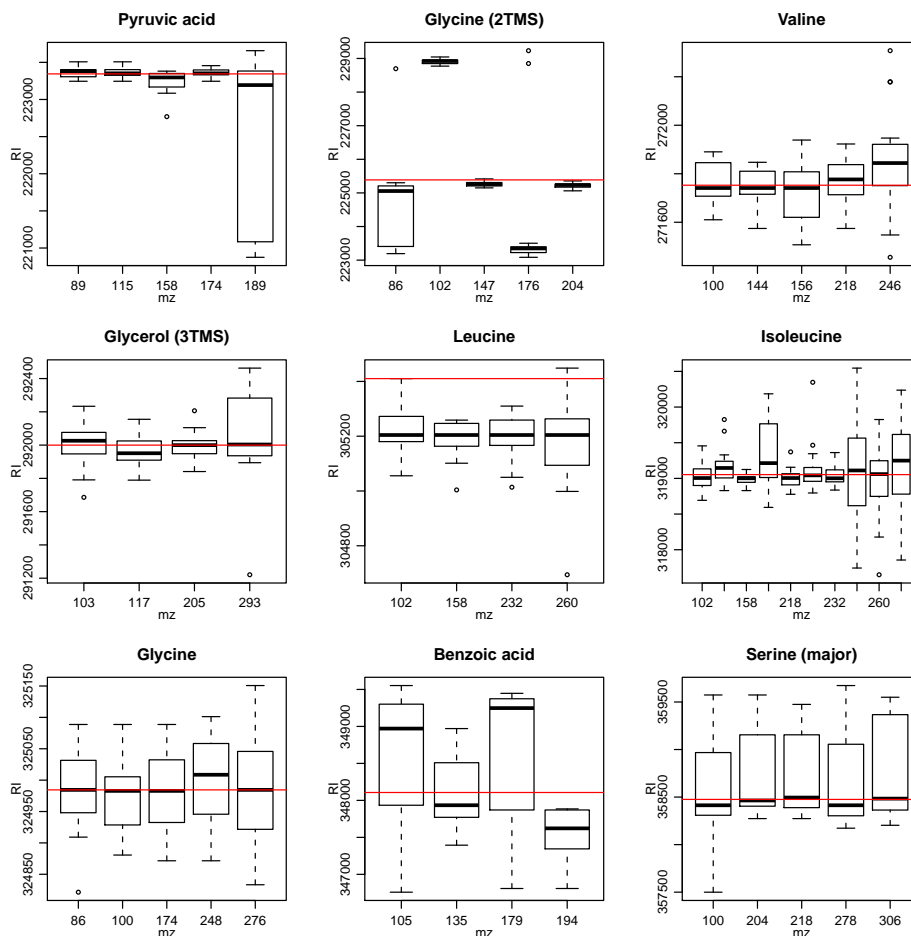 Pyruvic acid
RI
221000 222000 223000
89 115 158 174 189
mz
Glycine (2TMS)
RI
223000 225000 227000 229000
86 102 147 176 204
mz
Valine
RI
271600 272000
100 144 156 218 246
mz
Glycerol (3TMS)
RI
291200 291600 292000 292400
103 117 205 293
mz
Leucine
RI
304800 305200
102 158 232 260
mz
Isoleucine
RI
318000 319000 320000
102 158 218 232 260
mz
Glycine
RI
324850 324950 325050 325150
86 100 174 248 276
mz
Benzoic acid
RI
347000 348000 349000
105 135 179 194
mz
Serine (major)
RI
357500 358500 359500
100 204 218 278 306
mz